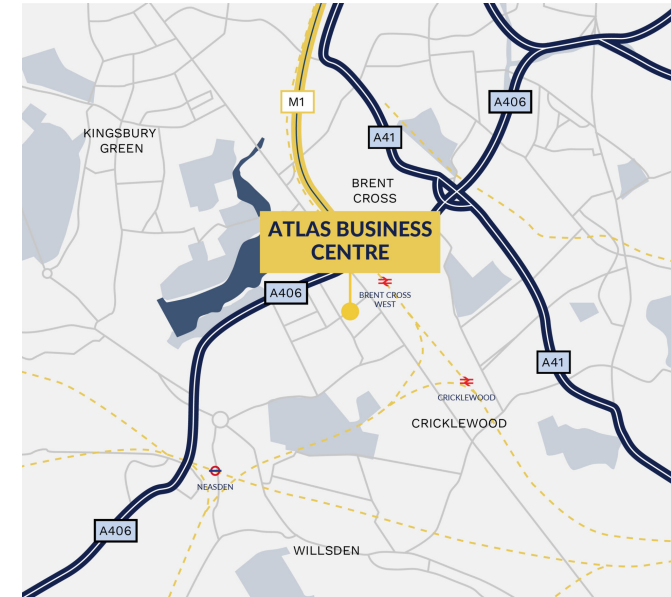 M1
A406
A41
KINGSBURY
GREEN
BRENT
CROSS
ATLAS BUSINESS
CENTRE
A406
BRENT CROSS
WEST
A41
CRICKLEWOOD
CRICKLEWOOD
NEASDEN
A406
WILLSDEN